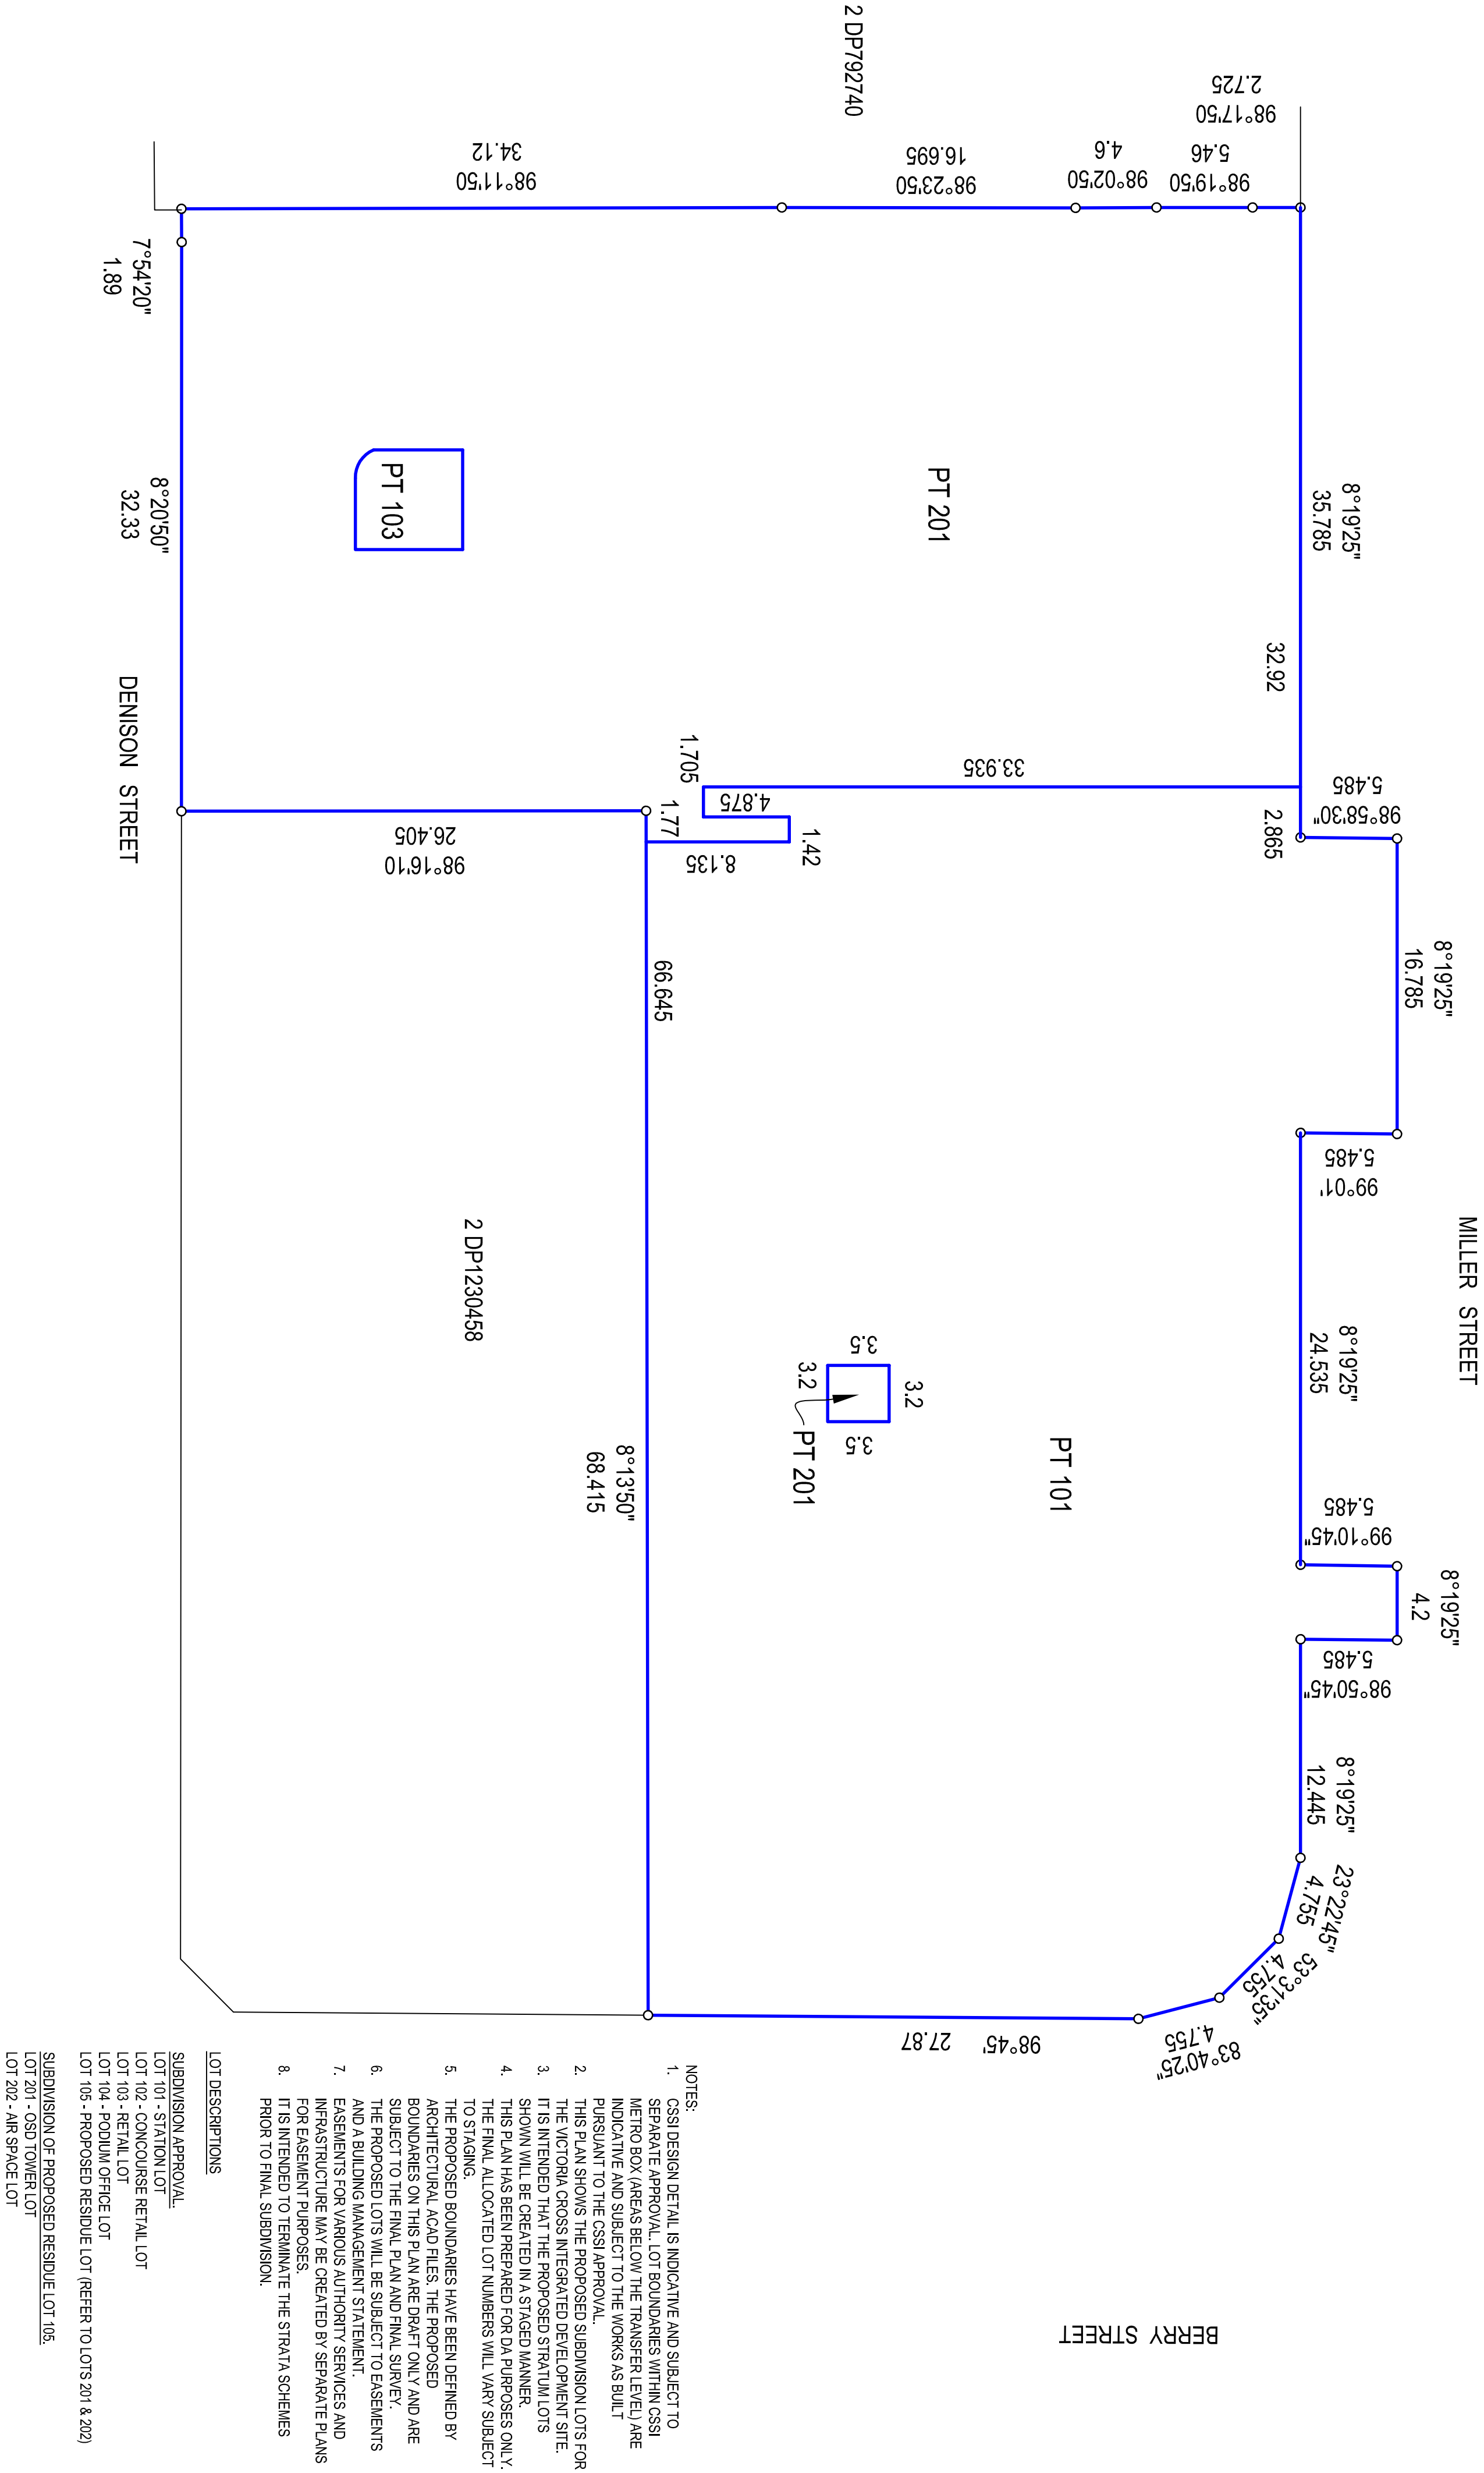 2 DP792740
98°17'50
2.725
98°19'50
5.46
98°02'50
4.6
98°23'50
16.695
98°11'50
34.12
7°54'20"
1.89
8°20'50"
32.33
DENISON STREET
PT 103
PT 201
8°19'25"
35.785
32.92
2.865
33.935
1.705
4.875
1.42
1.77
8.135
98°16'10
26.405
98°58'30"
5.485
8°19'25"
16.785
5.485
99°01'
MILLER STREET
66.645
2 DP1230458
8°13'50"
68.415
3.5
3.2
3.2
3.5
PT 201
PT 101
8°19'25"
24.535
99°10'45"
5.485
8°19'25"
4.2
5.485
98°50'45"
8°19'25"
12.445
23°22'45"
4.755
53°31'35"
4.755
83°40'25"
4.755
98°45'
27.87
BERRY STREET
NOTES:
1. CSSI DESIGN DETAIL IS INDICATIVE AND SUBJECT TO
SEPARATE APPROVAL. LOT BOUNDARIES WITHIN CSSI
METRO BOX (AREAS BELOW THE TRANSFER LEVEL) ARE
INDICATIVE AND SUBJECT TO THE WORKS AS BUILT
PURSUANT TO THE CSSI APPROVAL.
2. THIS PLAN SHOWS THE PROPOSED SUBDIVISION LOTS FOR
THE VICTORIA CROSS INTEGRATED DEVELOPMENT SITE.
3. IT IS INTENDED THAT THE PROPOSED STRATUM LOTS
SHOWN WILL BE CREATED IN A STAGED MANNER.
4. THIS PLAN HAS BEEN PREPARED FOR DA PURPOSES ONLY.
THE FINAL ALLOCATED LOT NUMBERS WILL VARY SUBJECT
TO STAGING.
5. THE PROPOSED BOUNDARIES HAVE BEEN DEFINED BY
ARCHITECTURAL ACAD FILES. THE PROPOSED
BOUNDARIES ON THIS PLAN ARE DRAFT ONLY AND ARE
SUBJECT TO THE FINAL PLAN AND FINAL SURVEY.
6. THE PROPOSED LOTS WILL BE SUBJECT TO EASEMENTS
AND A BUILDING MANAGEMENT STATEMENT.
7. EASEMENTS FOR VARIOUS AUTHORITY SERVICES AND
INFRASTRUCTURE MAY BE CREATED BY SEPARATE PLANS
FOR EASEMENT PURPOSES.
8. IT IS INTENDED TO TERMINATE THE STRATA SCHEMES
PRIOR TO FINAL SUBDIVISION.
LOT DESCRIPTIONS
SUBDIVISION APPROVAL:
LOT 101 - STATION LOT
LOT 102 - CONCOURSE RETAIL LOT
LOT 103 - RETAIL LOT
LOT 104 - PODIUM OFFICE LOT
LOT 105 - PROPOSED RESIDUE LOT (REFER TO LOTS 201 & 202)
SUBDIVISION OF PROPOSED RESIDUE LOT 105.
LOT 201 - OSD TOWER LOT
LOT 202 - AIR SPACE LOT